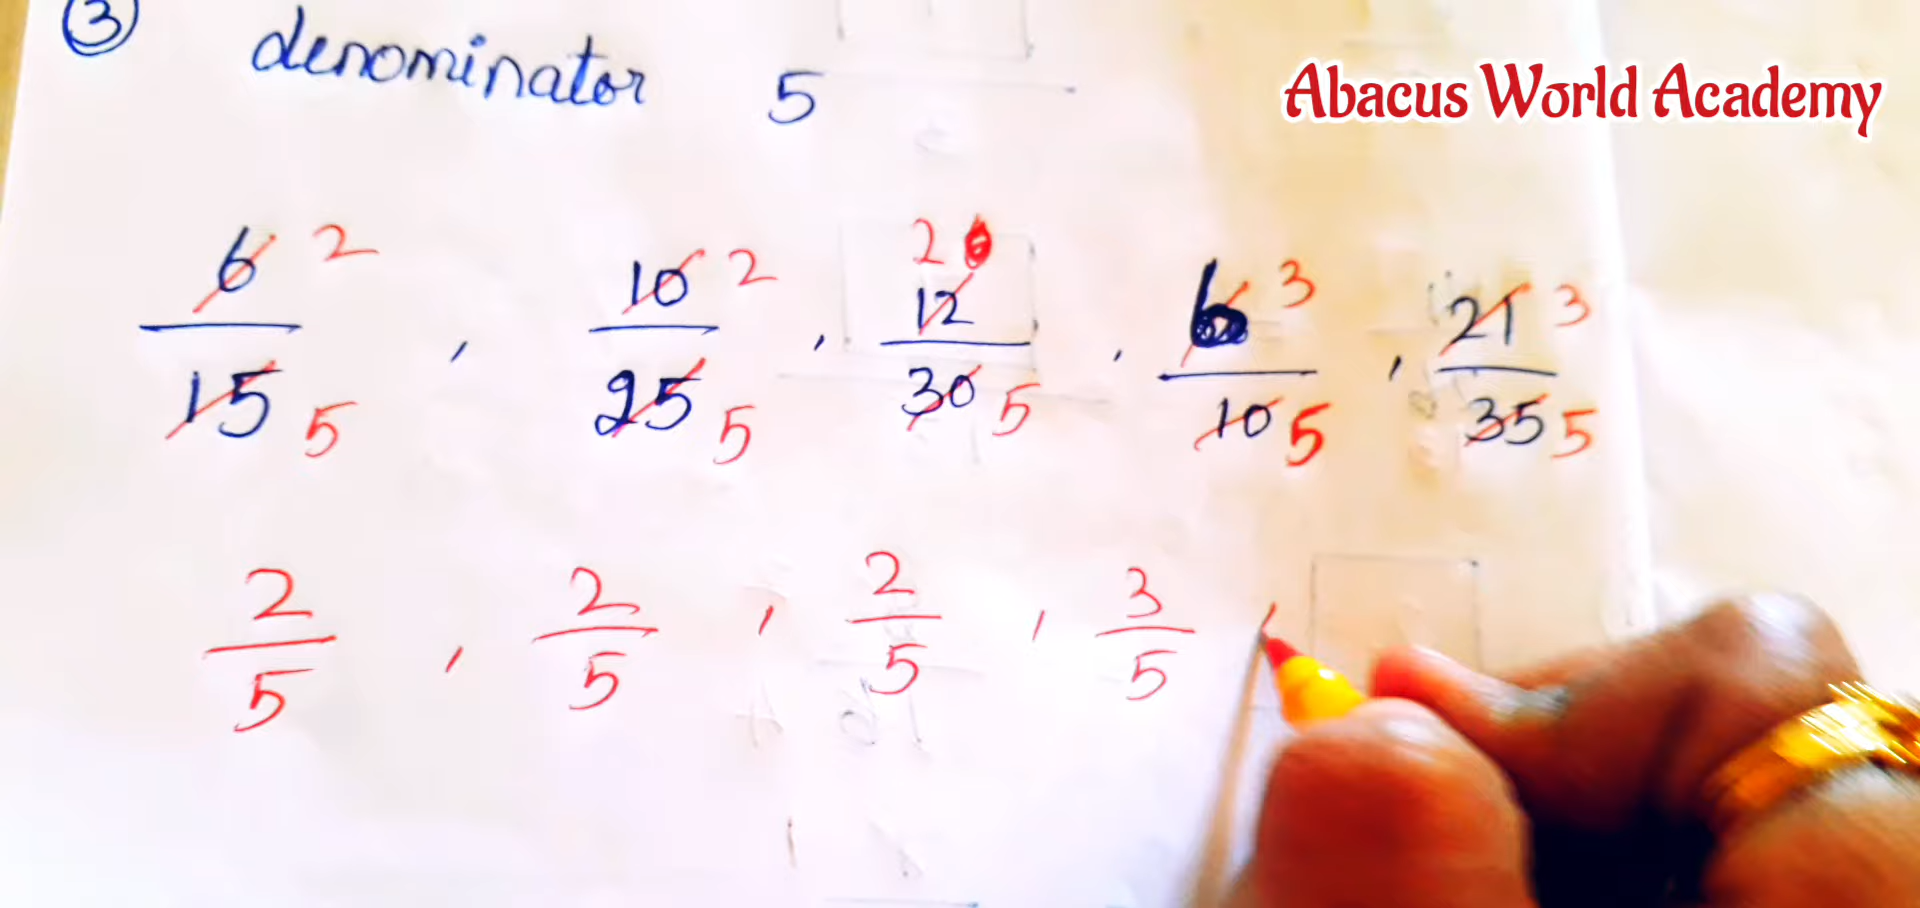 ③ denominator 5
Abacus World Academy
6/15 2 5 , 10/25 2 5 , 12/30 2 5 , 6/10 3 5 , 21/35 3 5
2/5 , 2/5 , 2/5 , 3/5 ,